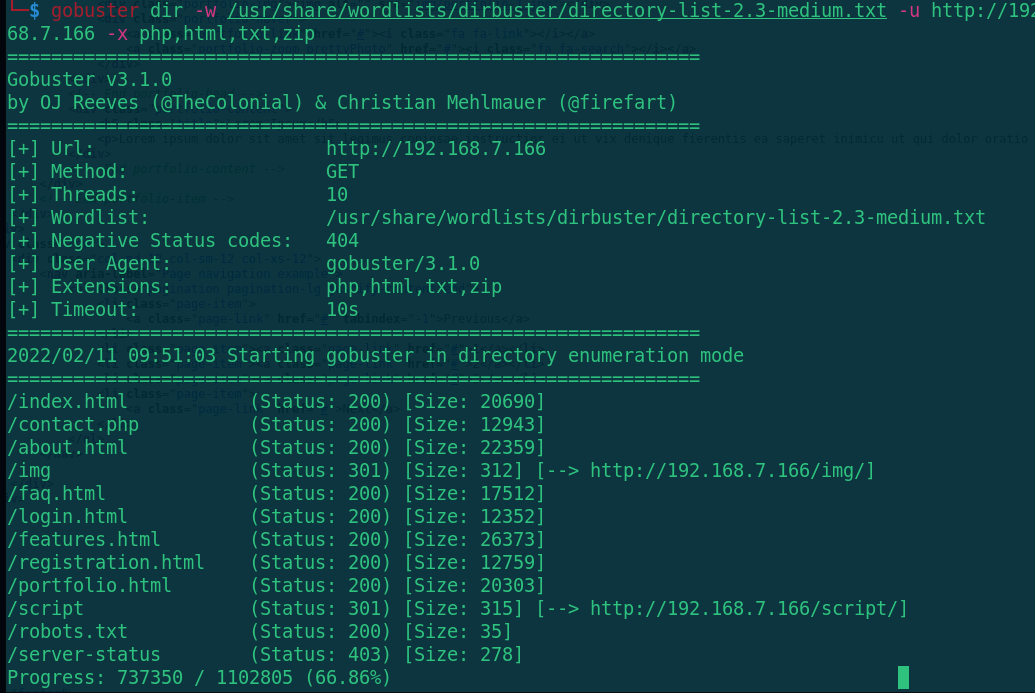 └─$ gobuster dir -w /usr/share/wordlists/dirbuster/directory-list-2.3-medium.txt -u http://192
68.7.166 -x php,html,txt,zip
===============================================================
Gobuster v3.1.0
by OJ Reeves (@TheColonial) & Christian Mehlmauer (@firefart)
===============================================================
[+] Url:                     http://192.168.7.166
[+] Method:                  GET
[+] Threads:                 10
[+] Wordlist:                /usr/share/wordlists/dirbuster/directory-list-2.3-medium.txt
[+] Negative Status codes:   404
[+] User Agent:              gobuster/3.1.0
[+] Extensions:              php,html,txt,zip
[+] Timeout:                 10s
===============================================================
2022/02/11 09:51:03 Starting gobuster in directory enumeration mode
===============================================================
/index.html           (Status: 200) [Size: 20690]
/contact.php          (Status: 200) [Size: 12943]
/about.html           (Status: 200) [Size: 22359]
/img                  (Status: 301) [Size: 312] [--> http://192.168.7.166/img/]
/faq.html             (Status: 200) [Size: 17512]
/login.html           (Status: 200) [Size: 12352]
/features.html        (Status: 200) [Size: 26373]
/registration.html    (Status: 200) [Size: 12759]
/portfolio.html       (Status: 200) [Size: 20303]
/script               (Status: 301) [Size: 315] [--> http://192.168.7.166/script/]
/robots.txt           (Status: 200) [Size: 35]
/server-status        (Status: 403) [Size: 278]
Progress: 737350 / 1102805 (66.86%)